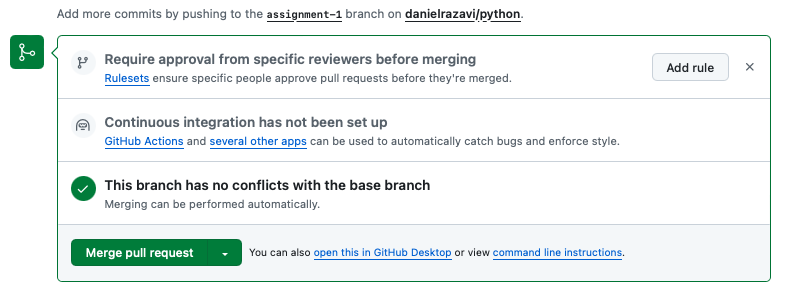 Add more commits by pushing to the assignment-1 branch on danielrazavi/python.
Require approval from specific reviewers before merging
Rulesets ensure specific people approve pull requests before they're merged.
Add rule
Continuous integration has not been set up
GitHub Actions and several other apps can be used to automatically catch bugs and enforce style.
This branch has no conflicts with the base branch
Merging can be performed automatically.
Merge pull request
You can also open this in GitHub Desktop or view command line instructions.